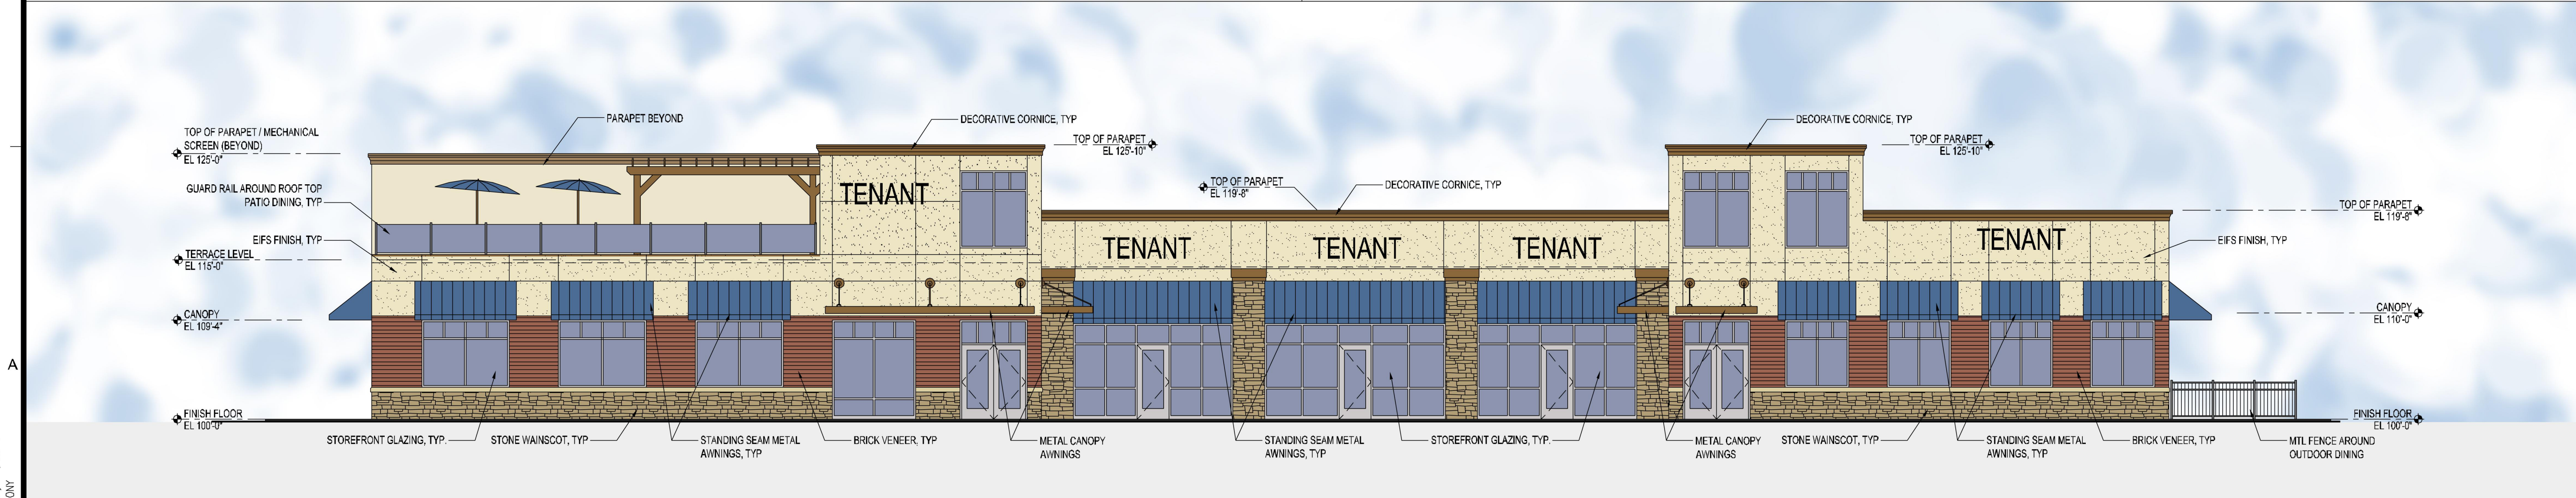 PARAPET BEYOND
DECORATIVE CORNICE, TYP
DECORATIVE CORNICE, TYP
TOP OF PARAPET / MECHANICAL
SCREEN (BEYOND)
EL 125'-0"
TOP OF PARAPET
EL 125'-10"
TOP OF PARAPET
EL 125'-10"
GUARD RAIL AROUND ROOF TOP
PATIO DINING, TYP
TENANT
TOP OF PARAPET
EL 119'-8"
DECORATIVE CORNICE, TYP
TOP OF PARAPET
EL 119'-8"
EIFS FINISH, TYP
TENANT
TENANT
TENANT
TENANT
EIFS FINISH, TYP
TERRACE LEVEL
EL 115'-0"
CANOPY
EL 109'-4"
CANOPY
EL 110'-0"
A
FINISH FLOOR
EL 100'-0"
FINISH FLOOR
EL 100'-0"
STOREFRONT GLAZING, TYP.
STONE WAINSCOT, TYP
STANDING SEAM METAL
AWNINGS, TYP
BRICK VENEER, TYP
METAL CANOPY
AWNINGS
STANDING SEAM METAL
AWNINGS, TYP
STOREFRONT GLAZING, TYP.
METAL CANOPY
AWNINGS
STONE WAINSCOT, TYP
STANDING SEAM METAL
AWNINGS, TYP
BRICK VENEER, TYP
MTL FENCE AROUND
OUTDOOR DINING